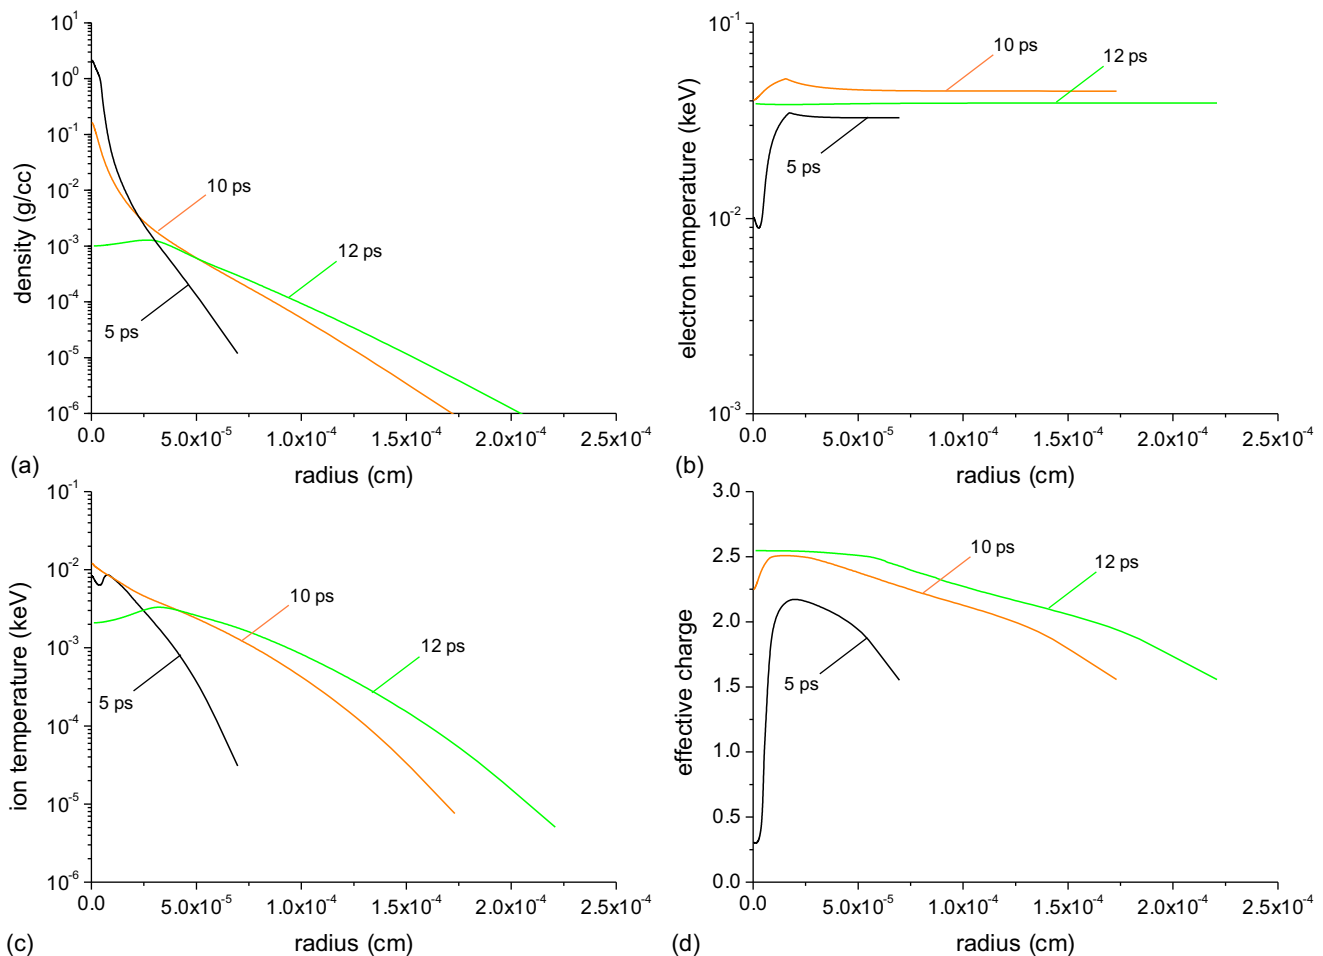 10¹
10⁰
10⁻¹
10⁻²
10⁻³
10⁻⁴
10⁻⁵
10⁻⁶
density (g/cc)
10 ps
12 ps
5 ps
0.0 5.0x10⁻⁵ 1.0x10⁻⁴ 1.5x10⁻⁴ 2.0x10⁻⁴ 2.5x10⁻⁴
(a) radius (cm)
10⁻¹
10⁻²
10⁻³
electron temperature (keV)
10 ps
12 ps
5 ps
0.0 5.0x10⁻⁵ 1.0x10⁻⁴ 1.5x10⁻⁴ 2.0x10⁻⁴ 2.5x10⁻⁴
(b) radius (cm)
10⁻¹
10⁻²
10⁻³
10⁻⁴
10⁻⁵
10⁻⁶
ion temperature (keV)
10 ps
12 ps
5 ps
0.0 5.0x10⁻⁵ 1.0x10⁻⁴ 1.5x10⁻⁴ 2.0x10⁻⁴ 2.5x10⁻⁴
(c) radius (cm)
3.0
2.5
2.0
1.5
1.0
0.5
0.0
effective charge
10 ps
12 ps
5 ps
0.0 5.0x10⁻⁵ 1.0x10⁻⁴ 1.5x10⁻⁴ 2.0x10⁻⁴ 2.5x10⁻⁴
(d) radius (cm)